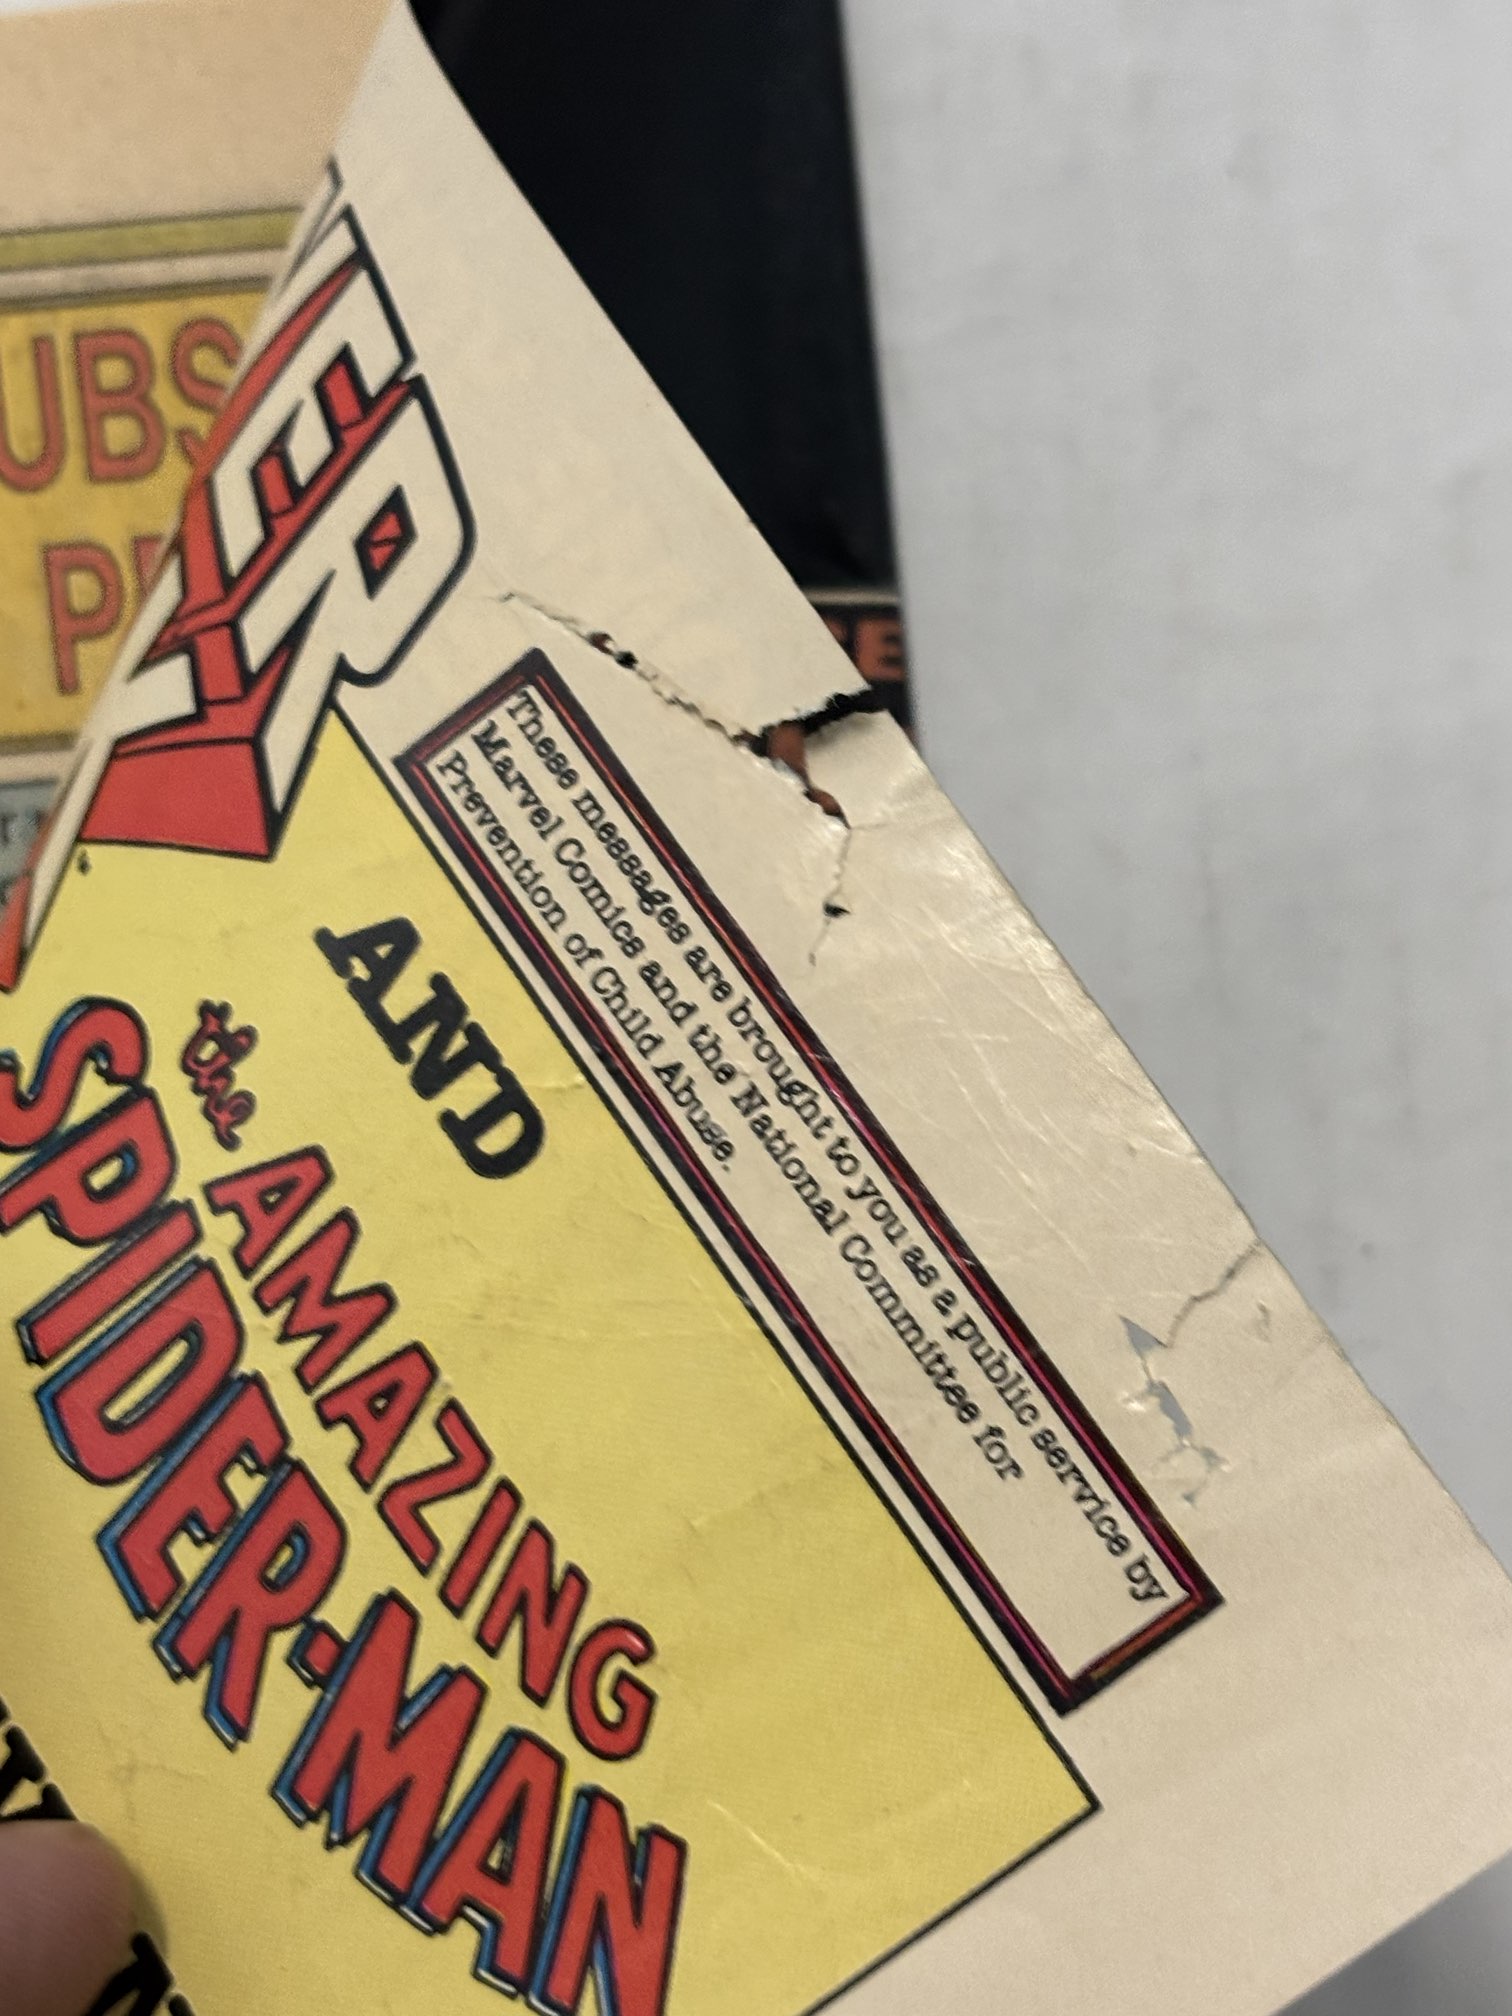 AND
the
AMAZING
SPIDER-MAN
These messages are brought to you as a public service by
Marvel Comics and the National Committee for
Prevention of Child Abuse.